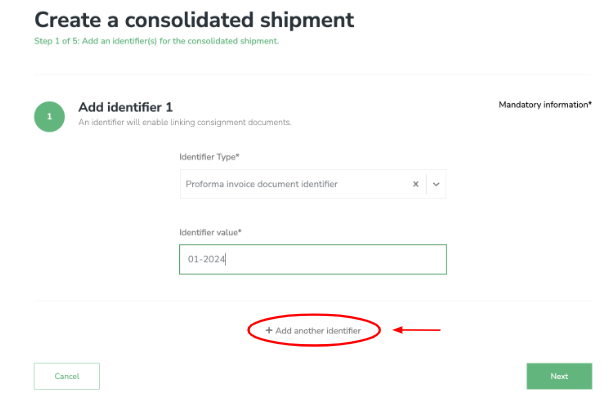 Create a consolidated shipment
Step 1 of 5: Add an identifier(s) for the consolidated shipment.
1
Add identifier 1
Mandatory information*
An identifier will enable linking consignment documents.
Identifier Type*
Proforma invoice document identifier
Identifier value*
01-2024
+ Add another identifier
Cancel
Next